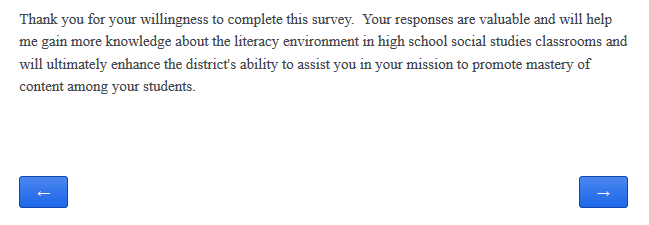 Thank you for your willingness to complete this survey.  Your responses are valuable and will help
me gain more knowledge about the literacy environment in high school social studies classrooms and
will ultimately enhance the district's ability to assist you in your mission to promote mastery of
content among your students.
← →